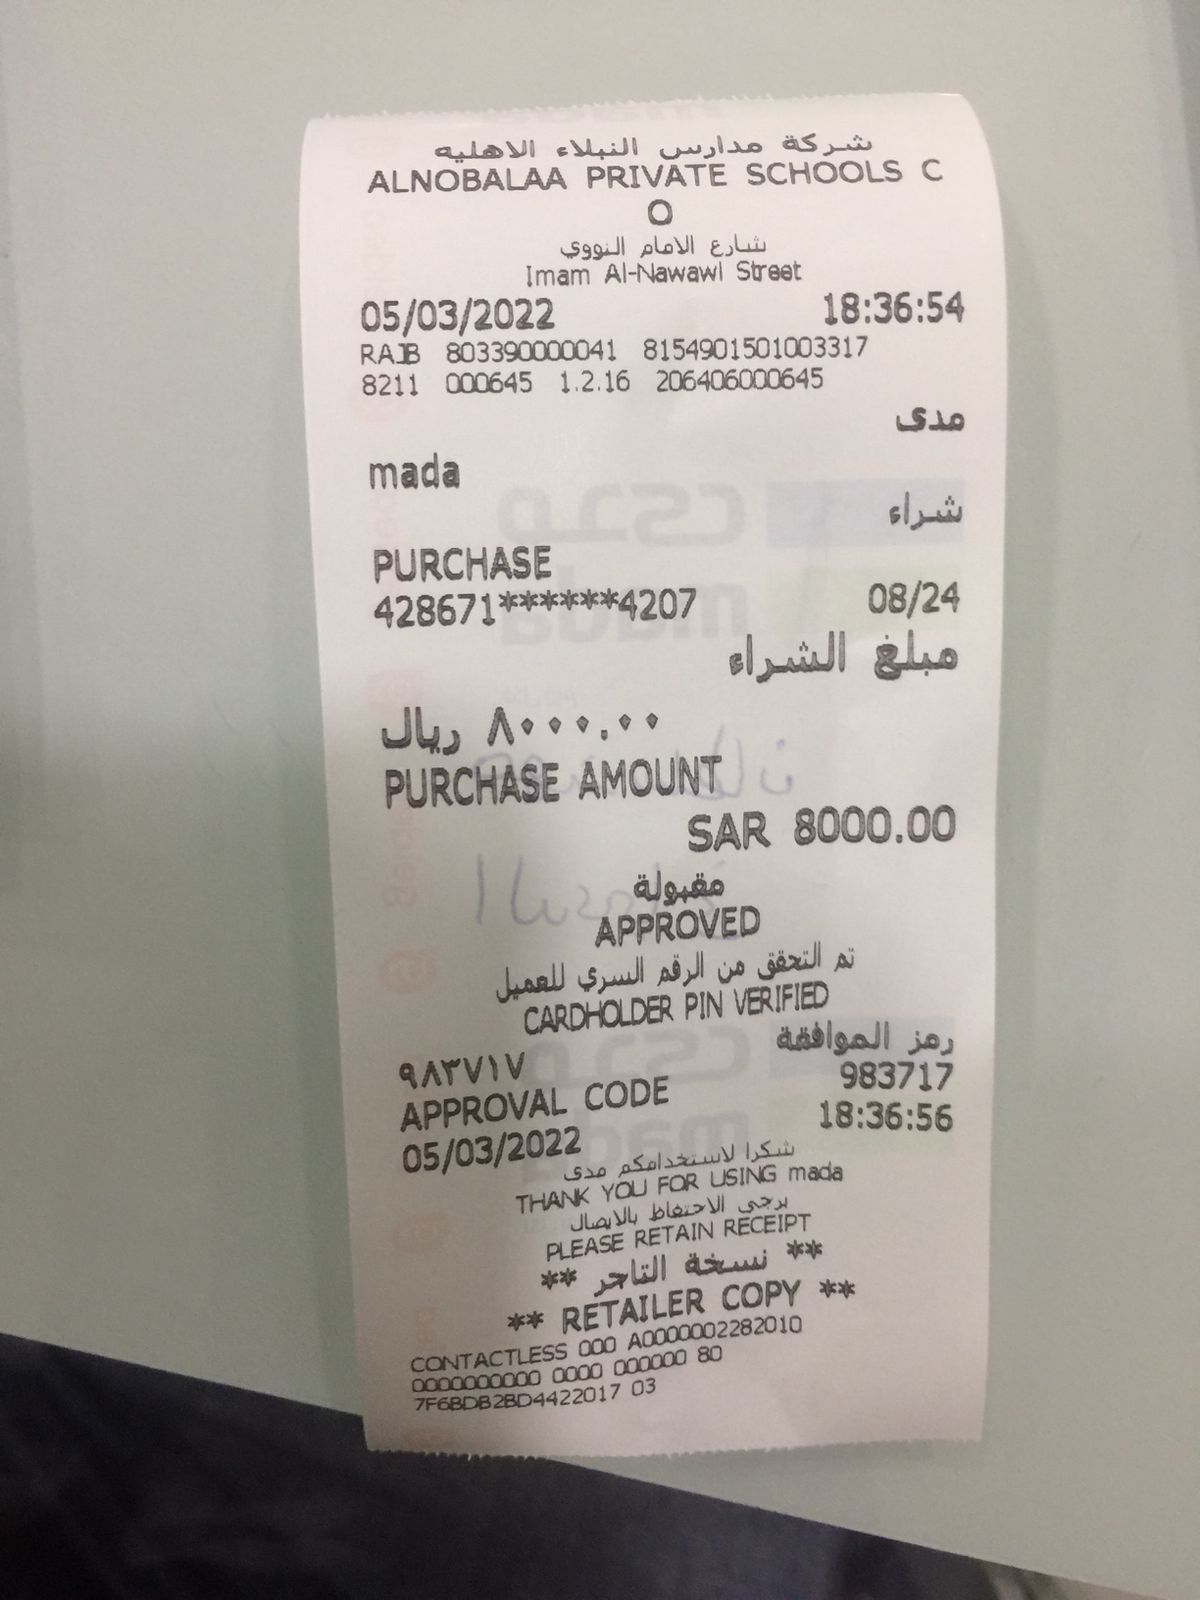 شركة مدارس النبلاء الاهليه
ALNOBALAA PRIVATE SCHOOLS C
O
شارع الامام النووي
Imam Al-Nawawi Street
05/03/2022 18:36:54
RAJB 803390000041 8154901501003317
8211 000645 1.2.16 206406000645
مدى
mada
شراء
PURCHASE
428671******4207 08/24
مبلغ الشراء
٨٠٠٠.٠٠ ريال
PURCHASE AMOUNT
SAR 8000.00
مقبولة
APPROVED
تم التحقق من الرقم السري للعميل
CARDHOLDER PIN VERIFIED
رمز الموافقة
٩٨٣٧١٧
983717
APPROVAL CODE
05/03/2022 18:36:56
شكرا لاستخدامكم مدى
THANK YOU FOR USING mada
يرجى الاحتفاظ بالايصال
PLEASE RETAIN RECEIPT
** نسخة التاجر **
** RETAILER COPY **
CONTACTLESS 000 A0000002282010
0000000000 0000 000000 80
7F6BDB2BD4422017 03